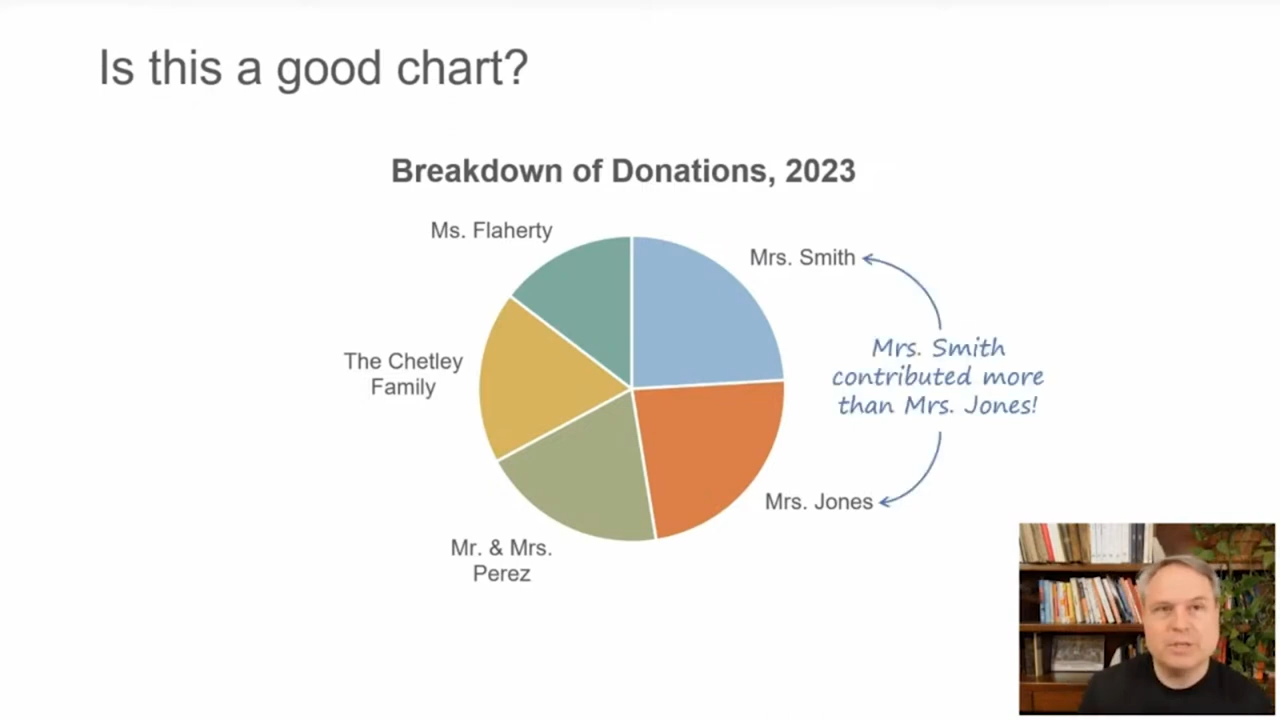 Is this a good chart?
Breakdown of Donations, 2023
Ms. Flaherty
Mrs. Smith
Mrs. Smith
contributed more
than Mrs. Jones!
The Chetley
Family
Mrs. Jones
Mr. & Mrs.
Perez